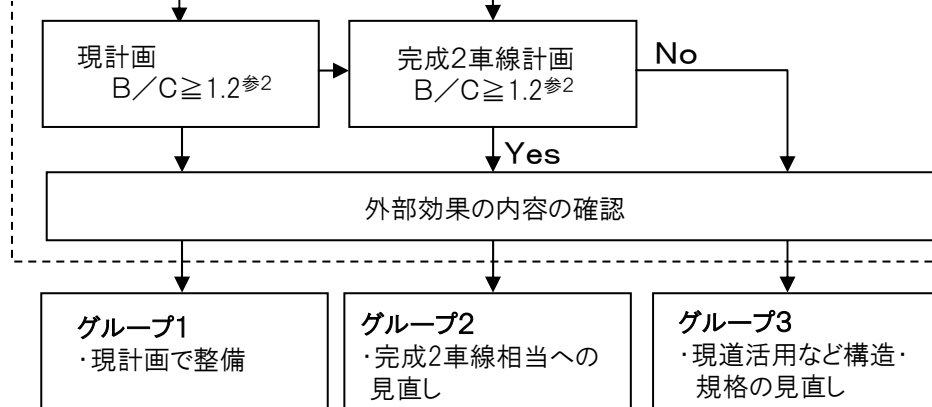 現計画
B／C≧1.2参2
完成2車線計画
B／C≧1.2参2
No
Yes
外部効果の内容の確認
グループ1
・現計画で整備
グループ2
・完成2車線相当への
見直し
グループ3
・現道活用など構造・
規格の見直し